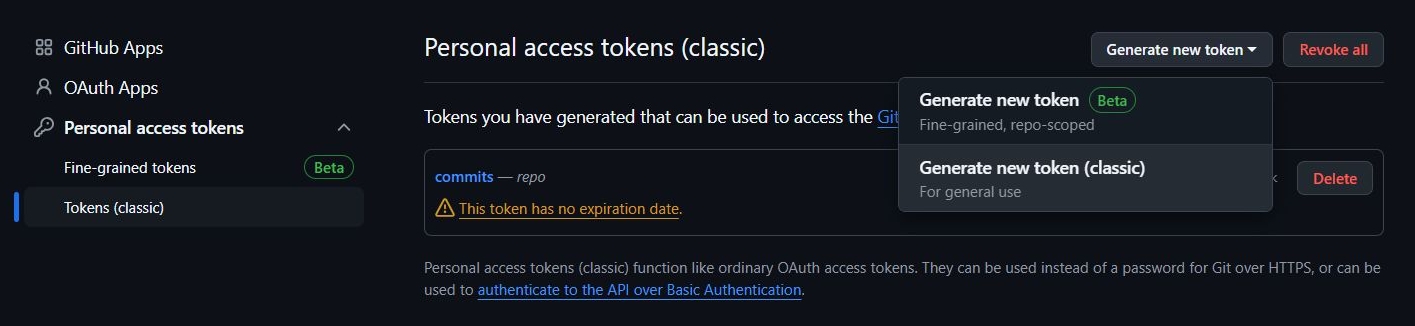 GitHub Apps
OAuth Apps
Personal access tokens
Fine-grained tokens Beta
Tokens (classic)
Personal access tokens (classic)
Generate new token Revoke all
Generate new token Beta
Fine-grained, repo-scoped
Generate new token (classic)
For general use
Tokens you have generated that can be used to access the
commits — repo
Delete
This token has no expiration date.
Personal access tokens (classic) function like ordinary OAuth access tokens. They can be used instead of a password for Git over HTTPS, or can be
used to authenticate to the API over Basic Authentication.